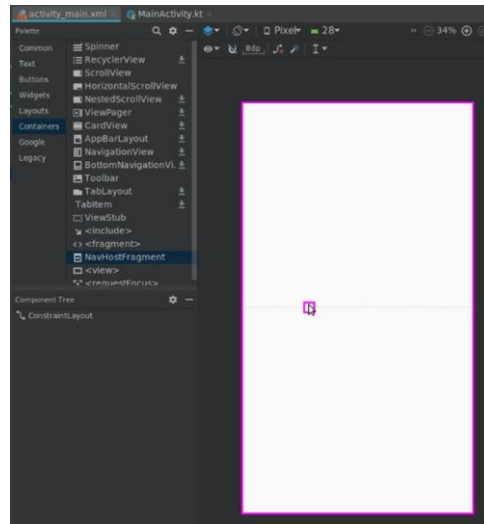 activity_main.xml MainActivity.kt
Palette
Pixel 28 34%
Common
Text
Buttons
Widgets
Layouts
Containers
Google
Legacy
Spinner
RecyclerView
ScrollView
HorizontalScrollView
NestedScrollView
ViewPager
CardView
AppBarLayout
NavigationView
BottomNavigationVi...
Toolbar
TabLayout
TabItem
ViewStub
<include>
<fragment>
NavHostFragment
<view>
<requestFocus>
8dp
Component Tree
ConstraintLayout